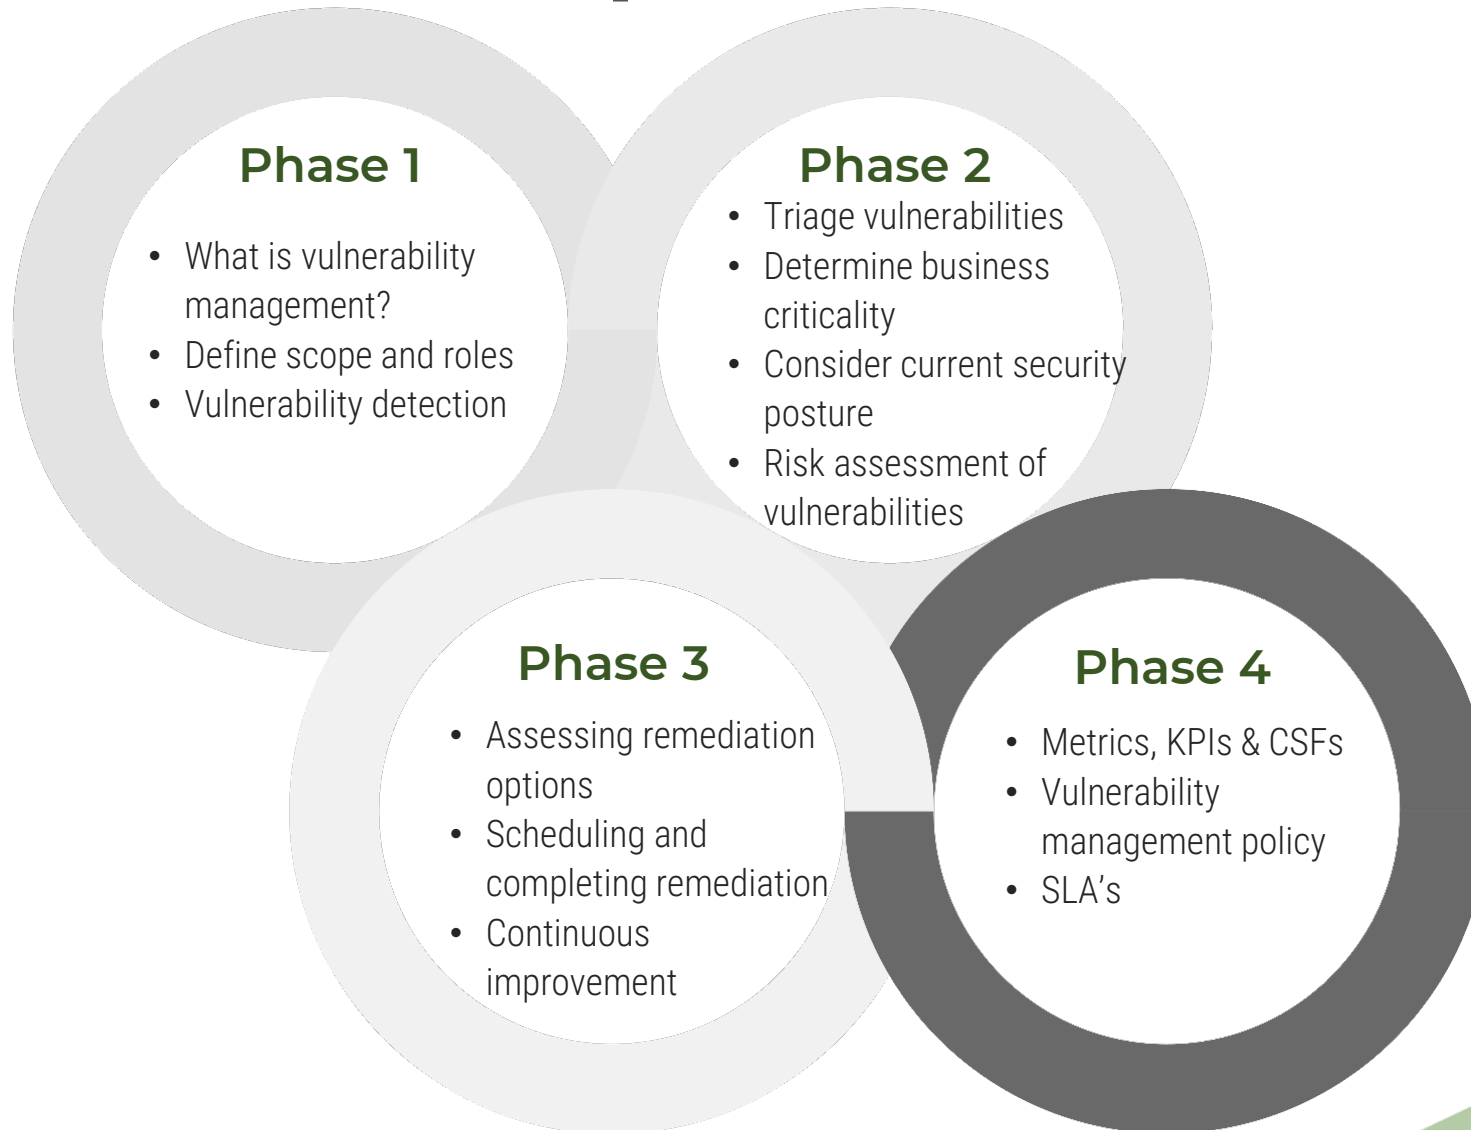 Phase 1
• What is vulnerability
management?
• Define scope and roles
• Vulnerability detection
Phase 2
• Triage vulnerabilities
• Determine business
criticality
• Consider current security
posture
• Risk assessment of
vulnerabilities
Phase 3
• Assessing remediation
options
• Scheduling and
completing remediation
• Continuous
improvement
Phase 4
• Metrics, KPIs & CSFs
• Vulnerability
management policy
• SLA’s